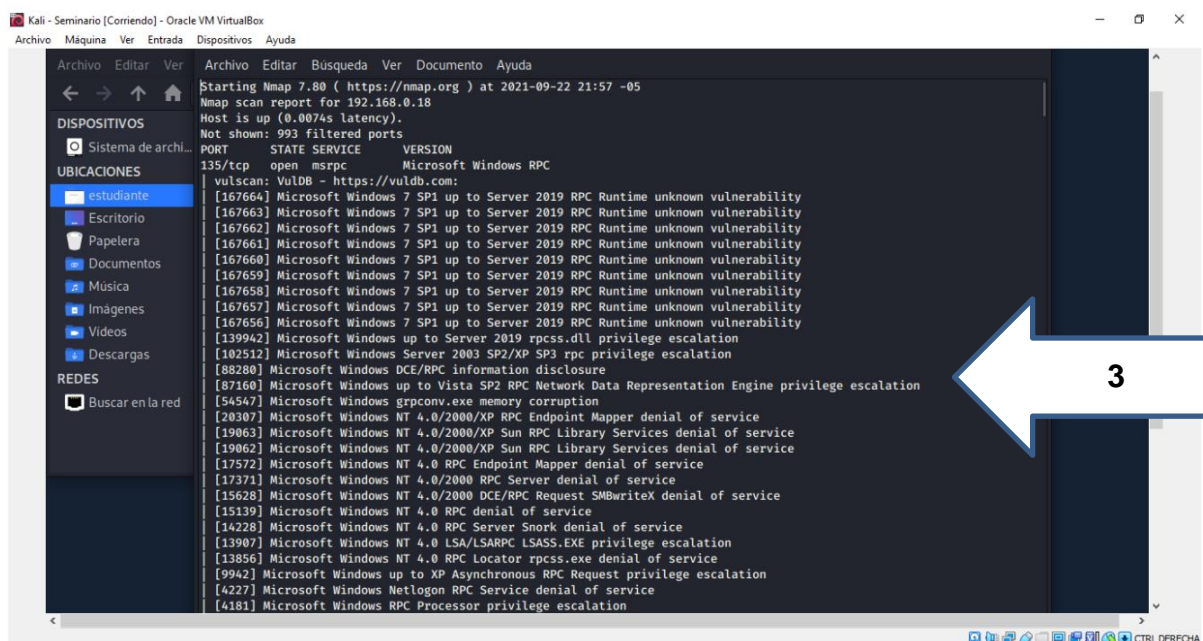 Kali - Seminario [Corriendo] - Oracle VM VirtualBox
Archivo Máquina Ver Entrada Dispositivos Ayuda
Archivo Editar Ver
Archivo Editar Búsqueda Ver Documento Ayuda
DISPOSITIVOS
Sistema de archi...
UBICACIONES
estudiante
Escritorio
Papelera
Documentos
Música
Imágenes
Vídeos
Descargas
REDES
Buscar en la red
Starting Nmap 7.80 ( https://nmap.org ) at 2021-09-22 21:57 -05
Nmap scan report for 192.168.0.18
Host is up (0.0074s latency).
Not shown: 993 filtered ports
PORT STATE SERVICE VERSION
135/tcp open msrpc Microsoft Windows RPC
| vulscan: VulDB - https://vuldb.com:
| [167664] Microsoft Windows 7 SP1 up to Server 2019 RPC Runtime unknown vulnerability
| [167663] Microsoft Windows 7 SP1 up to Server 2019 RPC Runtime unknown vulnerability
| [167662] Microsoft Windows 7 SP1 up to Server 2019 RPC Runtime unknown vulnerability
| [167661] Microsoft Windows 7 SP1 up to Server 2019 RPC Runtime unknown vulnerability
| [167660] Microsoft Windows 7 SP1 up to Server 2019 RPC Runtime unknown vulnerability
| [167659] Microsoft Windows 7 SP1 up to Server 2019 RPC Runtime unknown vulnerability
| [167658] Microsoft Windows 7 SP1 up to Server 2019 RPC Runtime unknown vulnerability
| [167657] Microsoft Windows 7 SP1 up to Server 2019 RPC Runtime unknown vulnerability
| [167656] Microsoft Windows 7 SP1 up to Server 2019 RPC Runtime unknown vulnerability
| [139942] Microsoft Windows up to Server 2019 rpcss.dll privilege escalation
| [102512] Microsoft Windows Server 2003 SP2/XP SP3 rpc privilege escalation
| [88280] Microsoft Windows DCE/RPC information disclosure
| [87160] Microsoft Windows up to Vista SP2 RPC Network Data Representation Engine privilege escalation
| [54547] Microsoft Windows grpconv.exe memory corruption
| [20307] Microsoft Windows NT 4.0/2000/XP RPC Endpoint Mapper denial of service
| [19063] Microsoft Windows NT 4.0/2000/XP Sun RPC Library Services denial of service
| [19062] Microsoft Windows NT 4.0/2000/XP Sun RPC Library Services denial of service
| [17572] Microsoft Windows NT 4.0 RPC Endpoint Mapper denial of service
| [17371] Microsoft Windows NT 4.0/2000 RPC Server denial of service
| [15628] Microsoft Windows NT 4.0/2000 DCE/RPC Request SMBwriteX denial of service
| [15139] Microsoft Windows NT 4.0 RPC denial of service
| [14228] Microsoft Windows NT 4.0 RPC Server Snork denial of service
| [13907] Microsoft Windows NT 4.0 LSA/LSARPC LSASS.EXE privilege escalation
| [13856] Microsoft Windows NT 4.0 RPC Locator rpcss.exe denial of service
| [9942] Microsoft Windows up to XP Asynchronous RPC Request privilege escalation
| [4227] Microsoft Windows Netlogon RPC Service denial of service
| [4181] Microsoft Windows RPC Processor privilege escalation
3
CTRL DERECHA